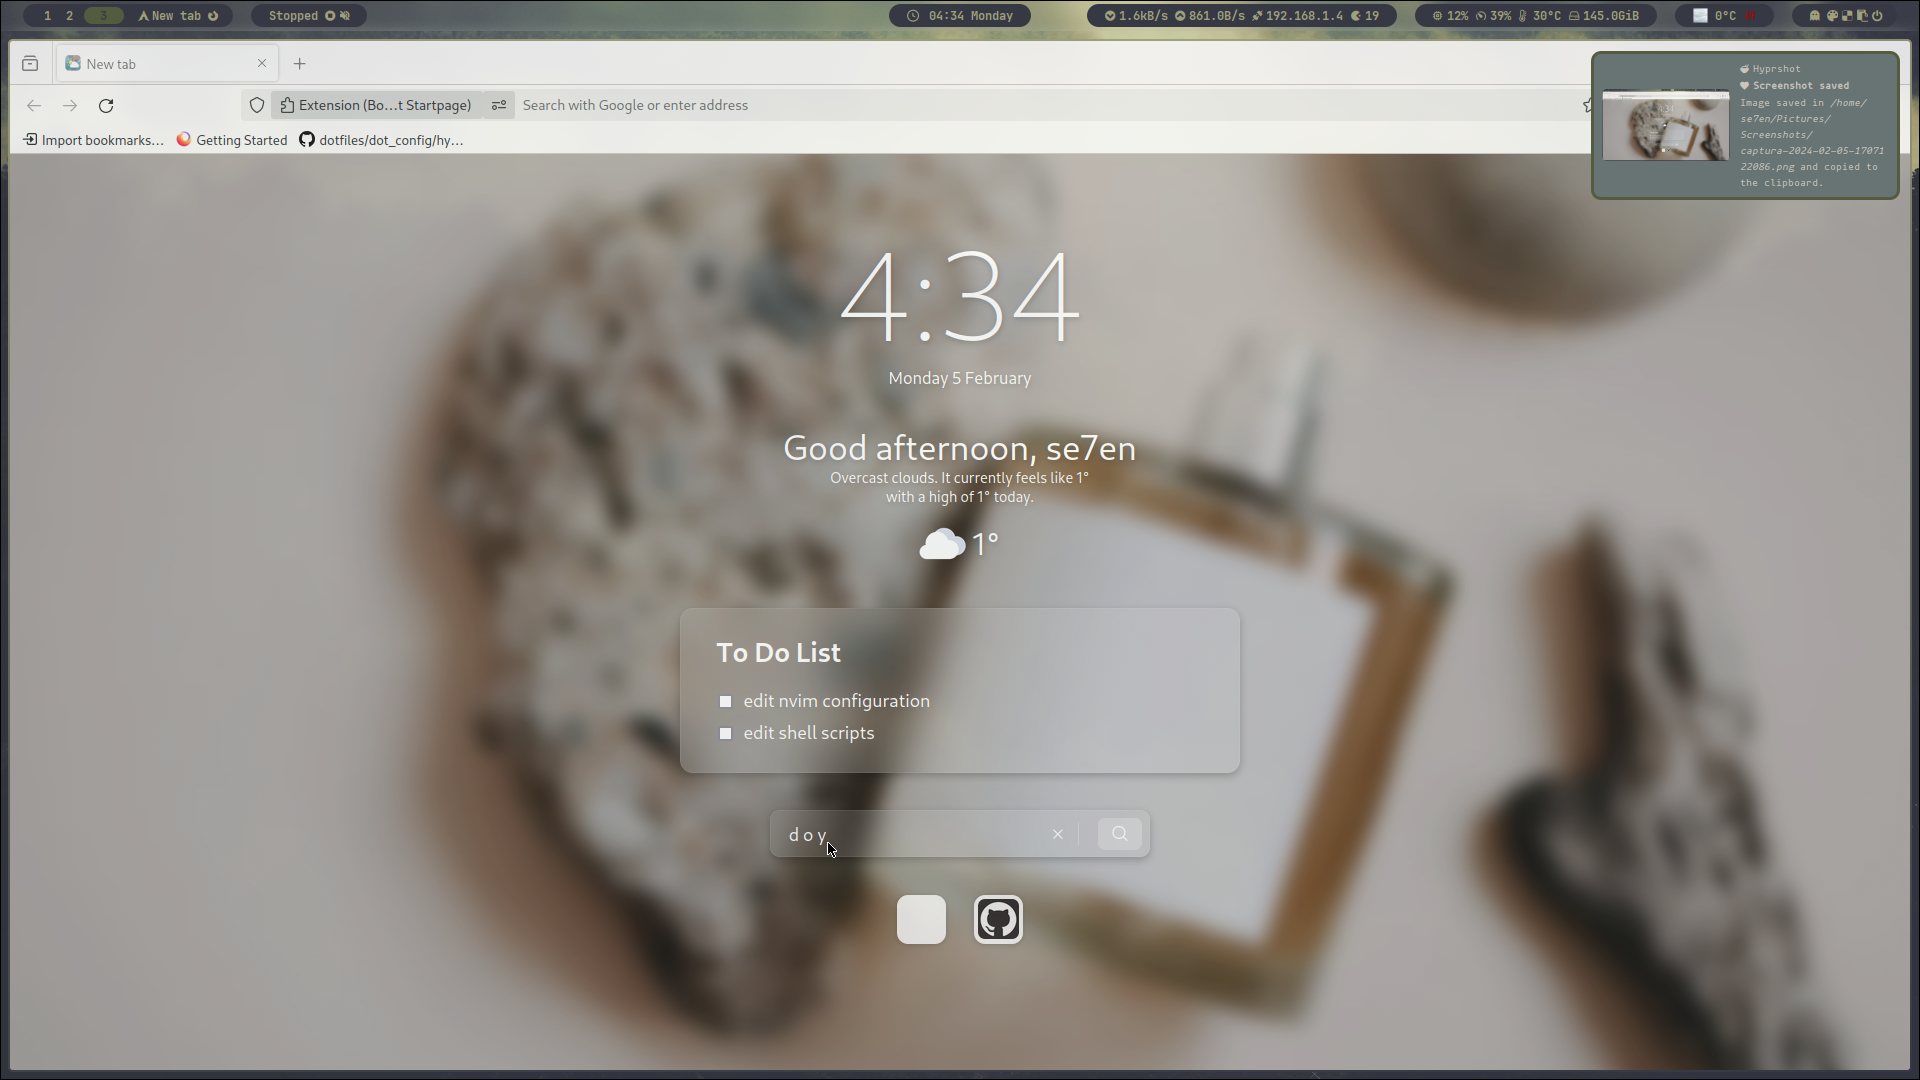 1 2 3 New tab Stopped 04:34 Monday 1.6kB/s 861.0B/s 192.168.1.4 19 12% 39% 30°C 145.0GiB 0°C
New tab
Extension (Bo…t Startpage) Search with Google or enter address
Import bookmarks… Getting Started dotfiles/dot_config/hy…
Hyprshot
Screenshot saved
Image saved in /home/
se7en/Pictures/
Screenshots/
captura-2024-02-05-17071
22086.png and copied to
the clipboard.
4:34
Monday 5 February
Good afternoon, se7en
Overcast clouds. It currently feels like 1°
with a high of 1° today.
1°
To Do List
edit nvim configuration
edit shell scripts
d o y